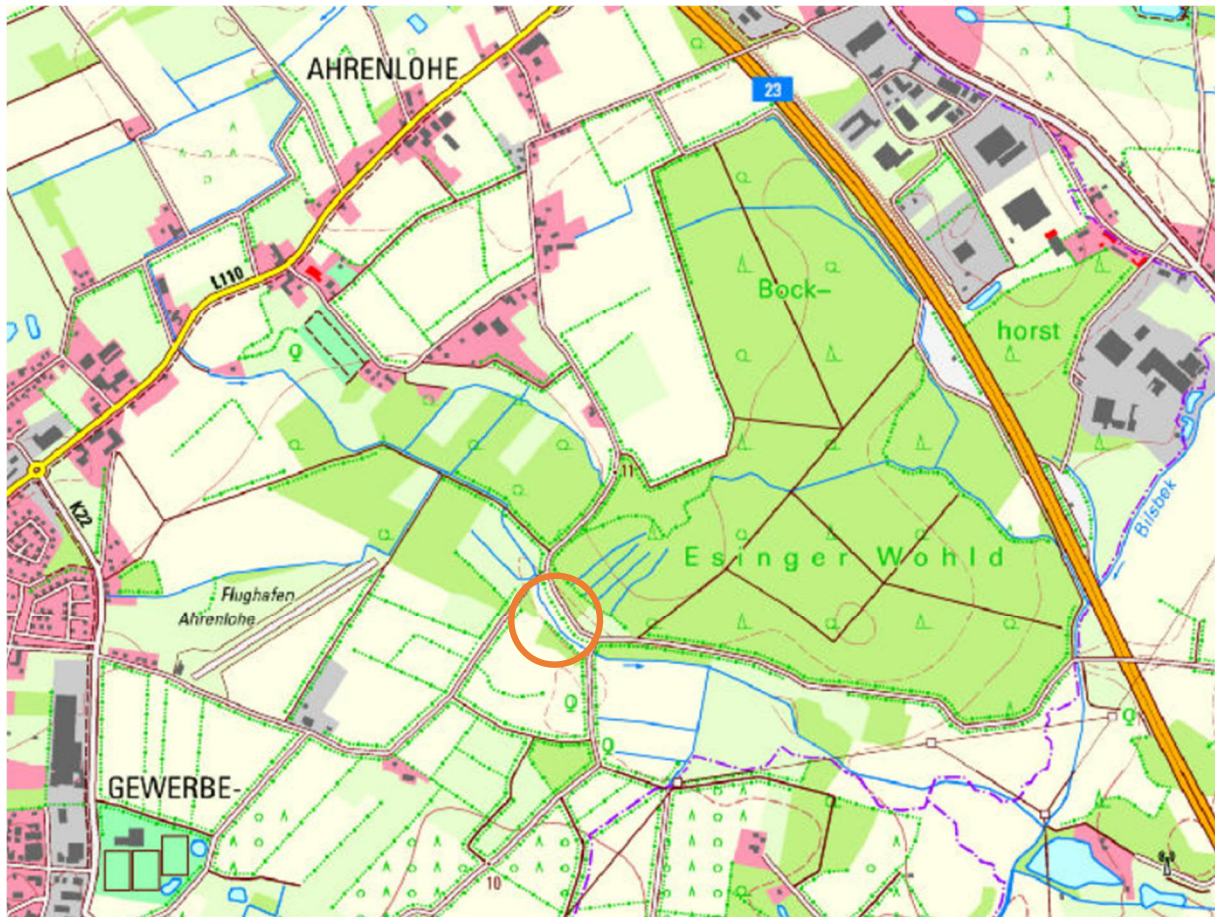 AHRENLOHE
23
L110
Bock-
horst
11
K22
Bilsbek
Esinger Wohld
Flughafen
Ahrenlohe
GEWERBE-
10